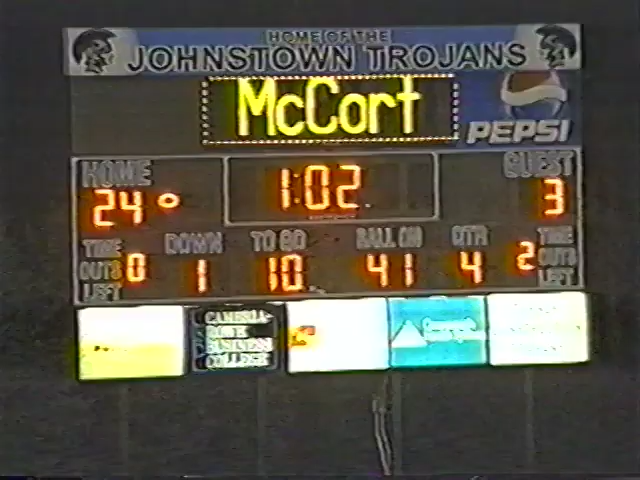 HOME OF THE
JOHNSTOWN TROJANS
McCort
PEPSI
HOME
GUEST
24 1:02 3
DOWN TO GO BALL ON QTR
TIME OUTS LEFT 0 1 10 41 4 2 TIME OUTS LEFT
CAMBRIA-
ROWE
BUSINESS
COLLEGE